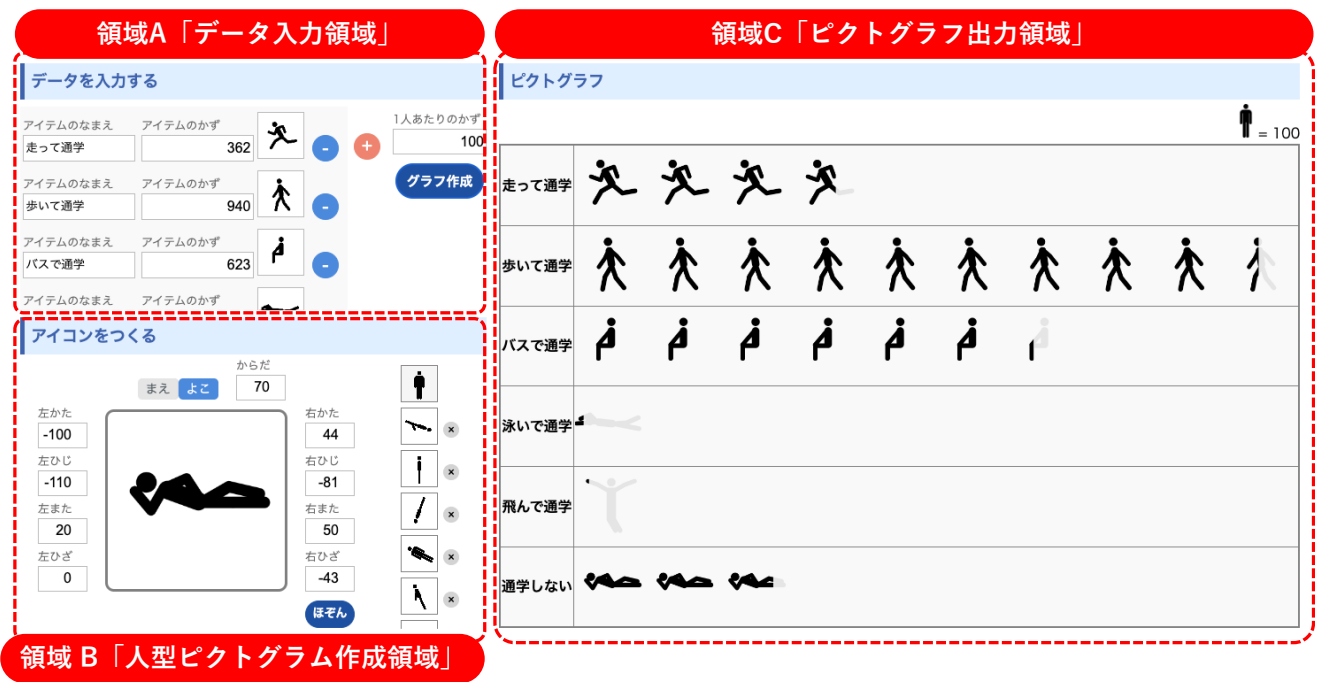 領域A「データ入力領域」
領域C「ピクトグラフ出力領域」
データを入力する
アイテムのなまえ アイテムのかず
走って通学 362 - +
1人あたりのかず
100
グラフ作成
アイテムのなまえ アイテムのかず
歩いて通学 940 -
アイテムのなまえ アイテムのかず
バスで通学 623 -
アイテムのなまえ アイテムのかず
アイコンをつくる
まえ よこ
からだ
70
左かた
-100
左ひじ
-110
左また
20
左ひざ
0
右かた
44
右ひじ
-81
右また
50
右ひざ
-43
ほぞん
×
×
×
×
×
領域 B「人型ピクトグラム作成領域」
ピクトグラフ
= 100
走って通学
歩いて通学
バスで通学
泳いで通学
飛んで通学
通学しない